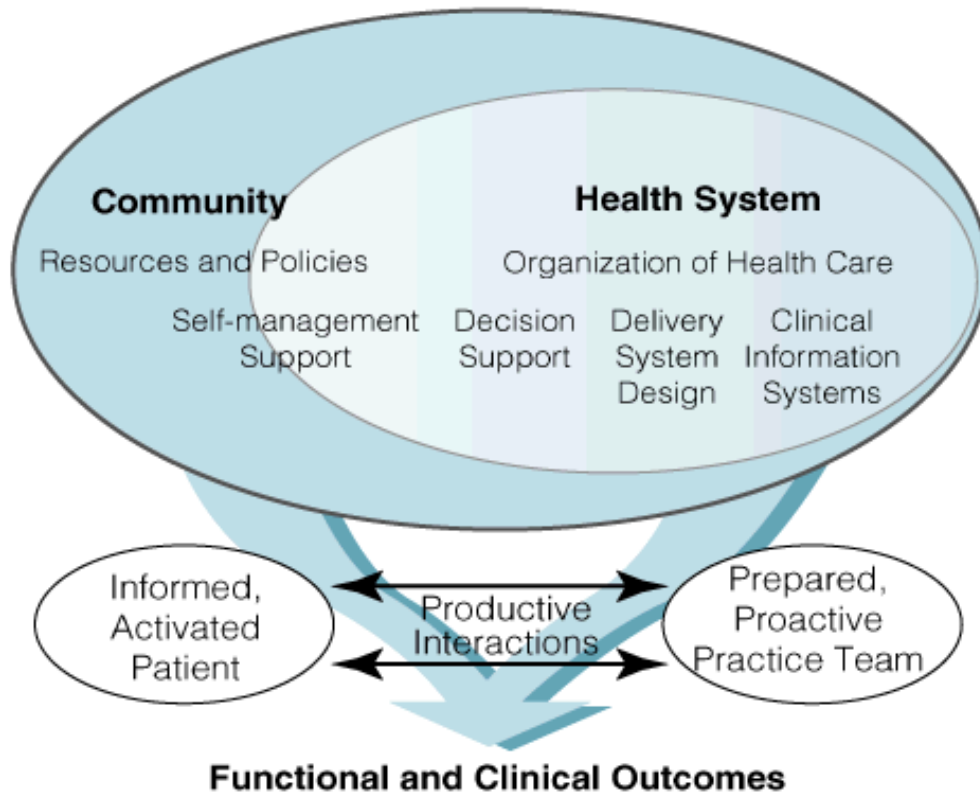 Community
Health System
Resources and Policies
Organization of Health Care
Self-management
Support
Decision
Support
Delivery
System
Design
Clinical
Information
Systems
Informed,
Activated
Patient
Productive
Interactions
Prepared,
Proactive
Practice Team
Functional and Clinical Outcomes